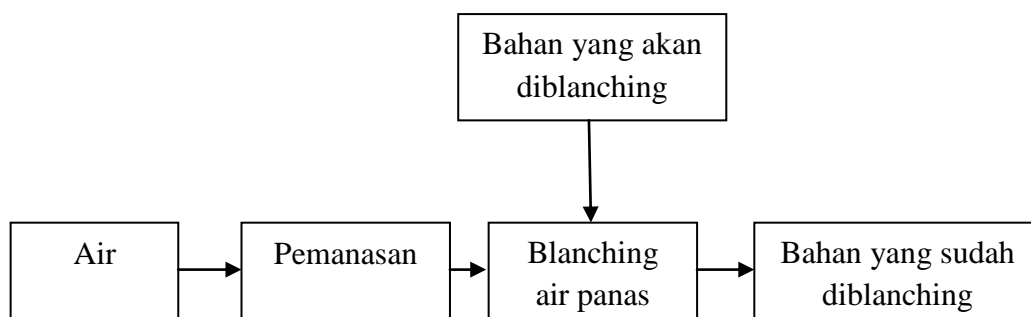 Bahan yang akan
diblanching
Air
Pemanasan
Blanching
air panas
Bahan yang sudah
diblanching